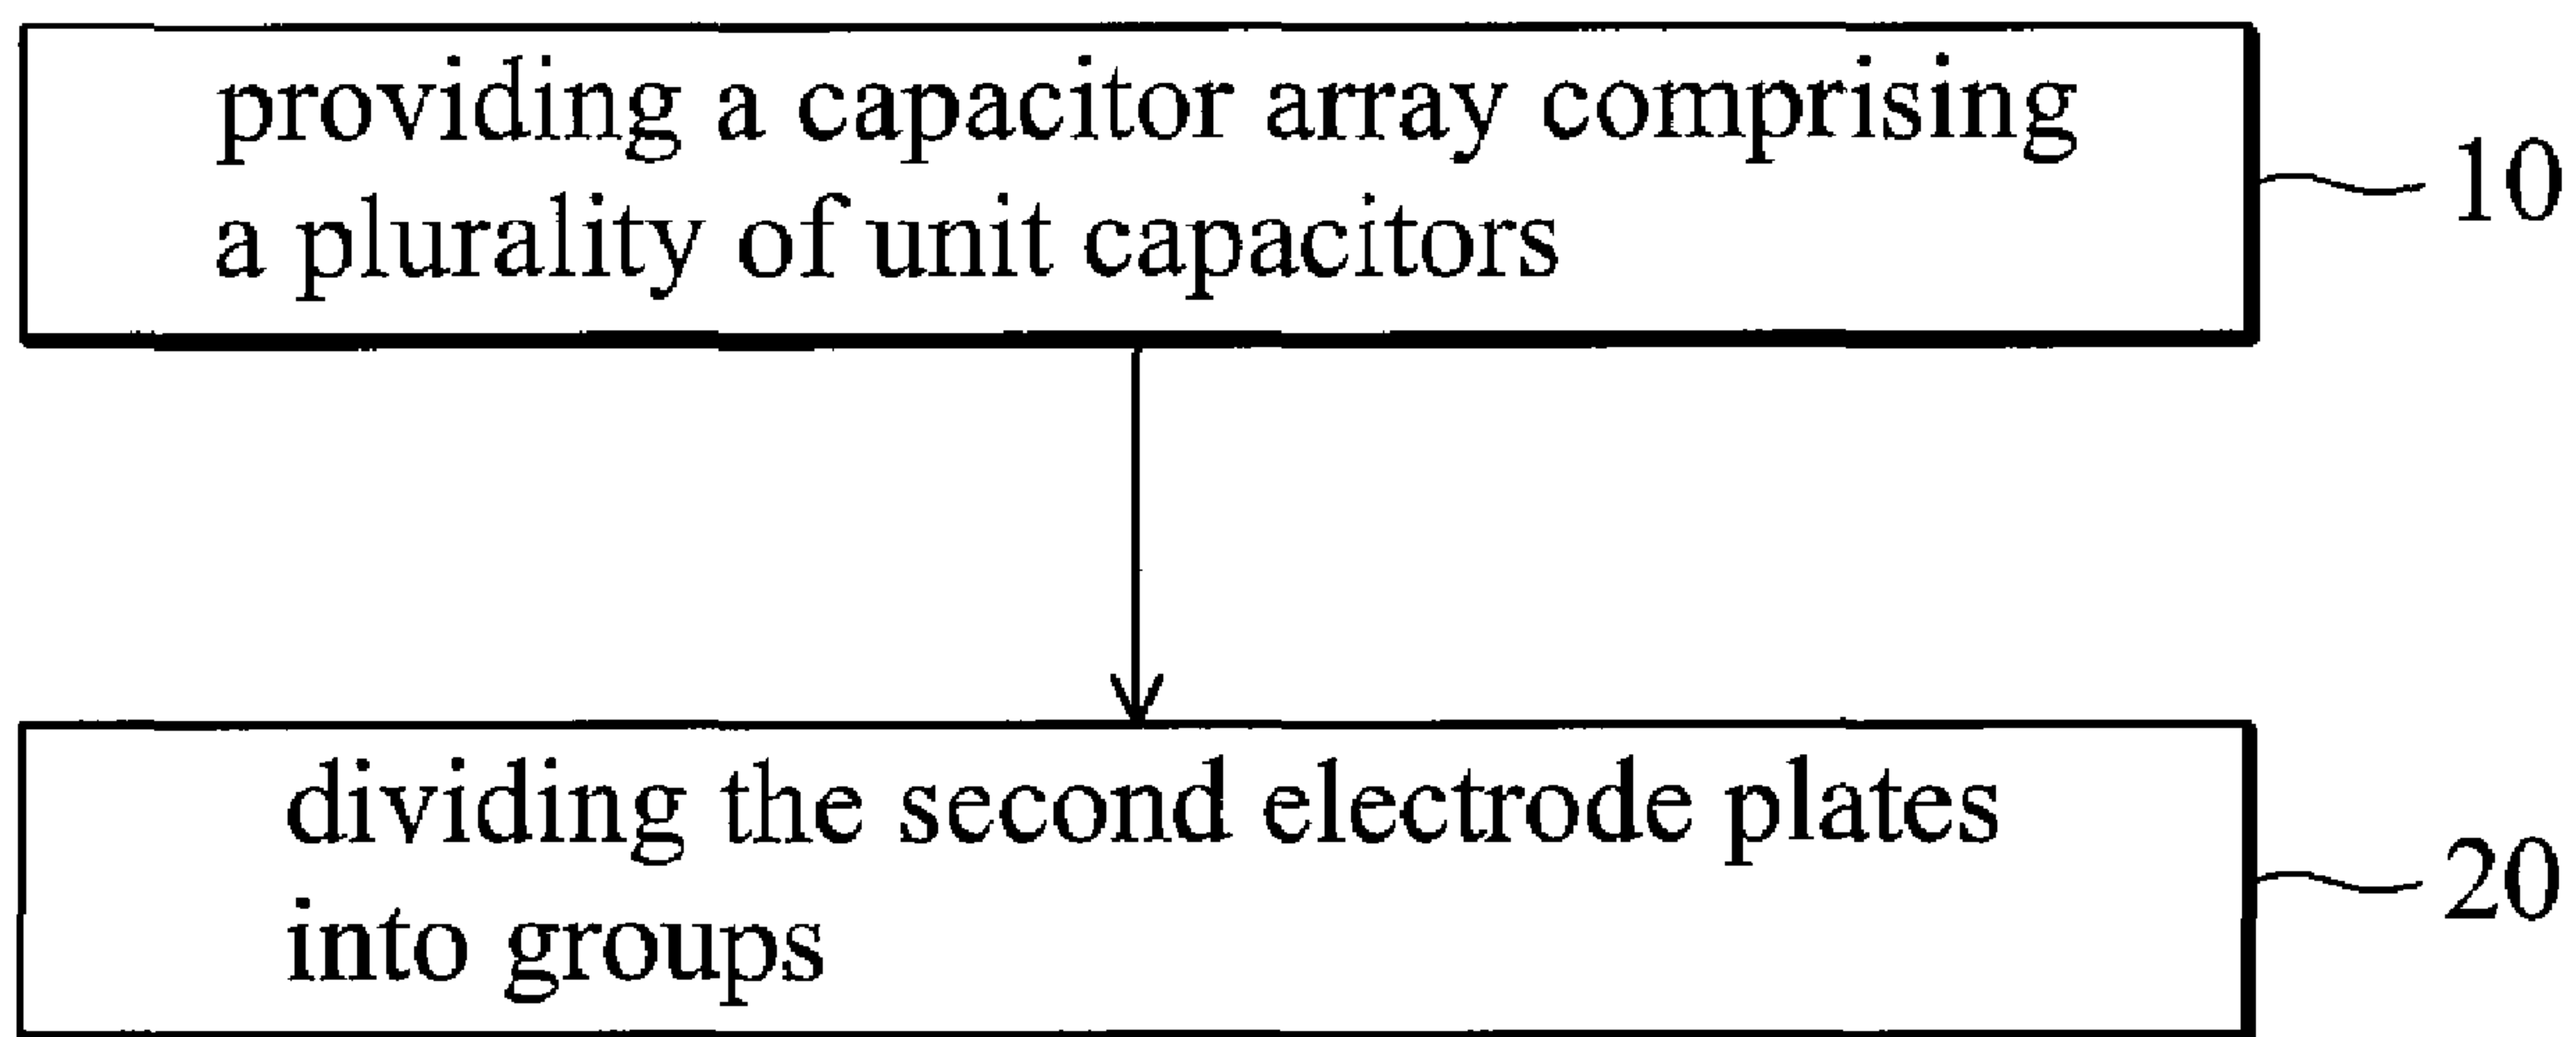 providing a capacitor array comprising
a plurality of unit capacitors
10
dividing the second electrode plates
into groups
20